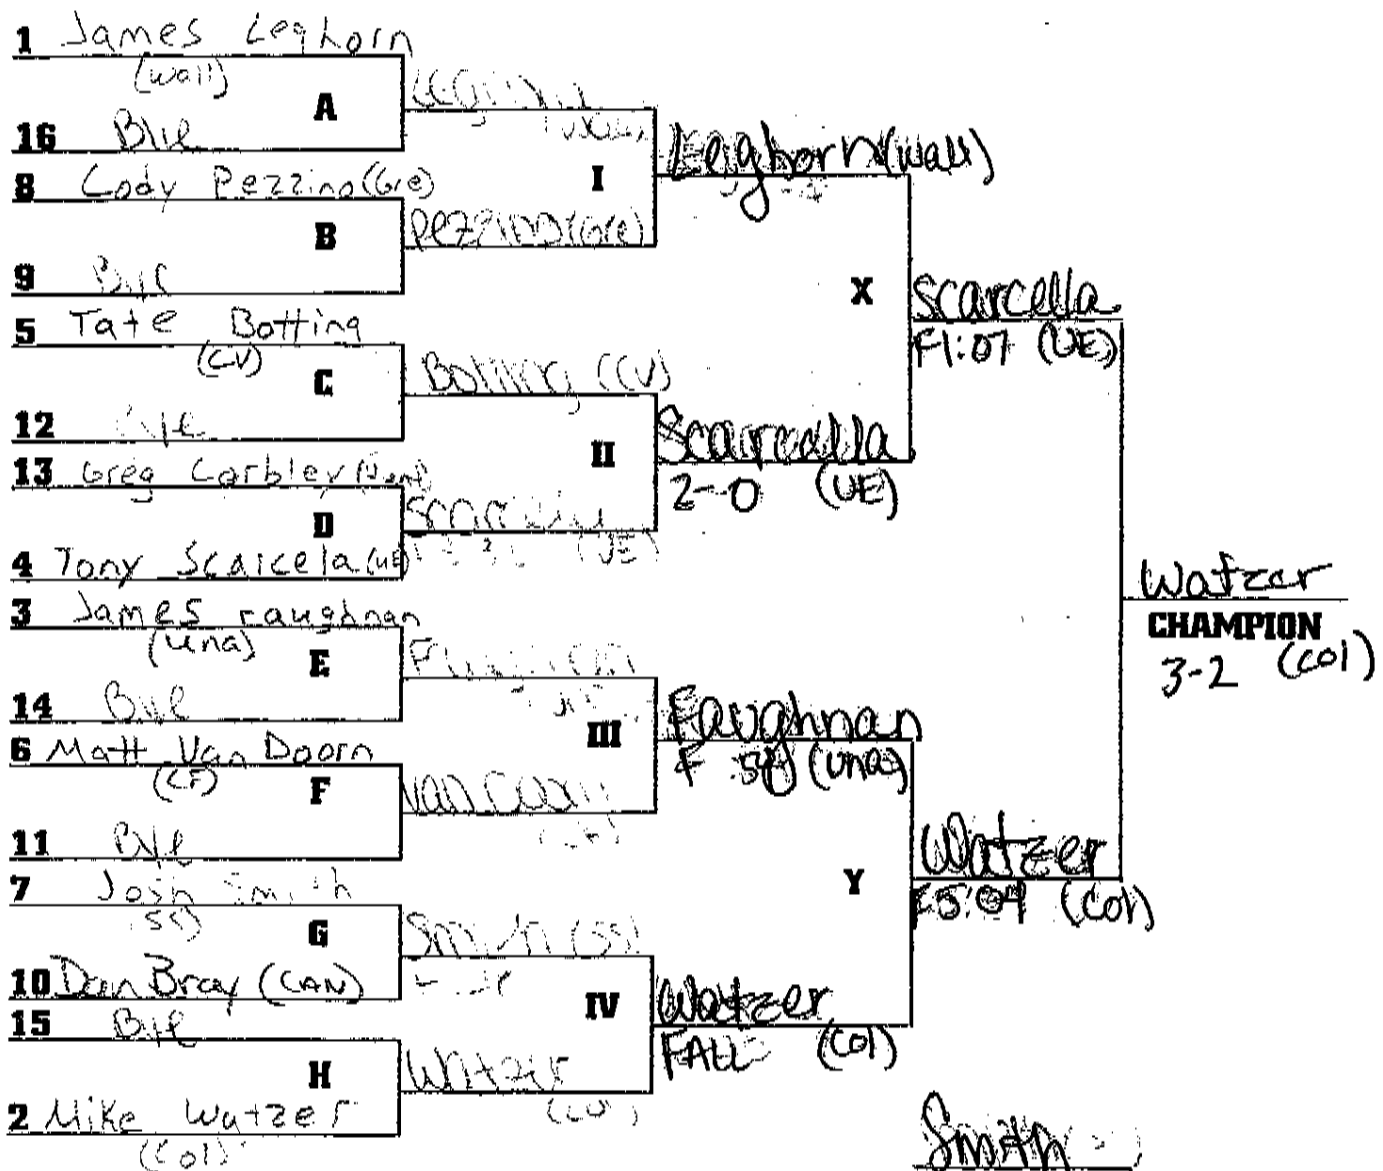 1 James Leghorn
(Wall)
A
16 Bye
8 Cody Pezzino (Gre)
B
9 Bye
5 Tate Botting
(CV)
C
12 Bye
13 Greg
D
4 Tony Scarcela (UE)
3 James Faughnan
(Una)
E
14 Bye
6 Matt Van Doorn
(CF)
F
11 Bye
7 Josh Smith
(SS)
G
10 Dan Bray (CAN)
15 Bye
H
2 Mike Watzer
(Col)
Pezzino (Gre)
I
Botting (CV)
II
(UE)
III
Smith (SS)
IV
Watzer
Leghorn (Wall)
X
Scarcella
2-0 (UE)
Faughnan
F :54 (Una)
Y
Watzer
FALL (Col)
Scarcella
F1:07 (UE)
Watzer
F5:04 (Col)
Watzer
CHAMPION
3-2 (Col)
Smith